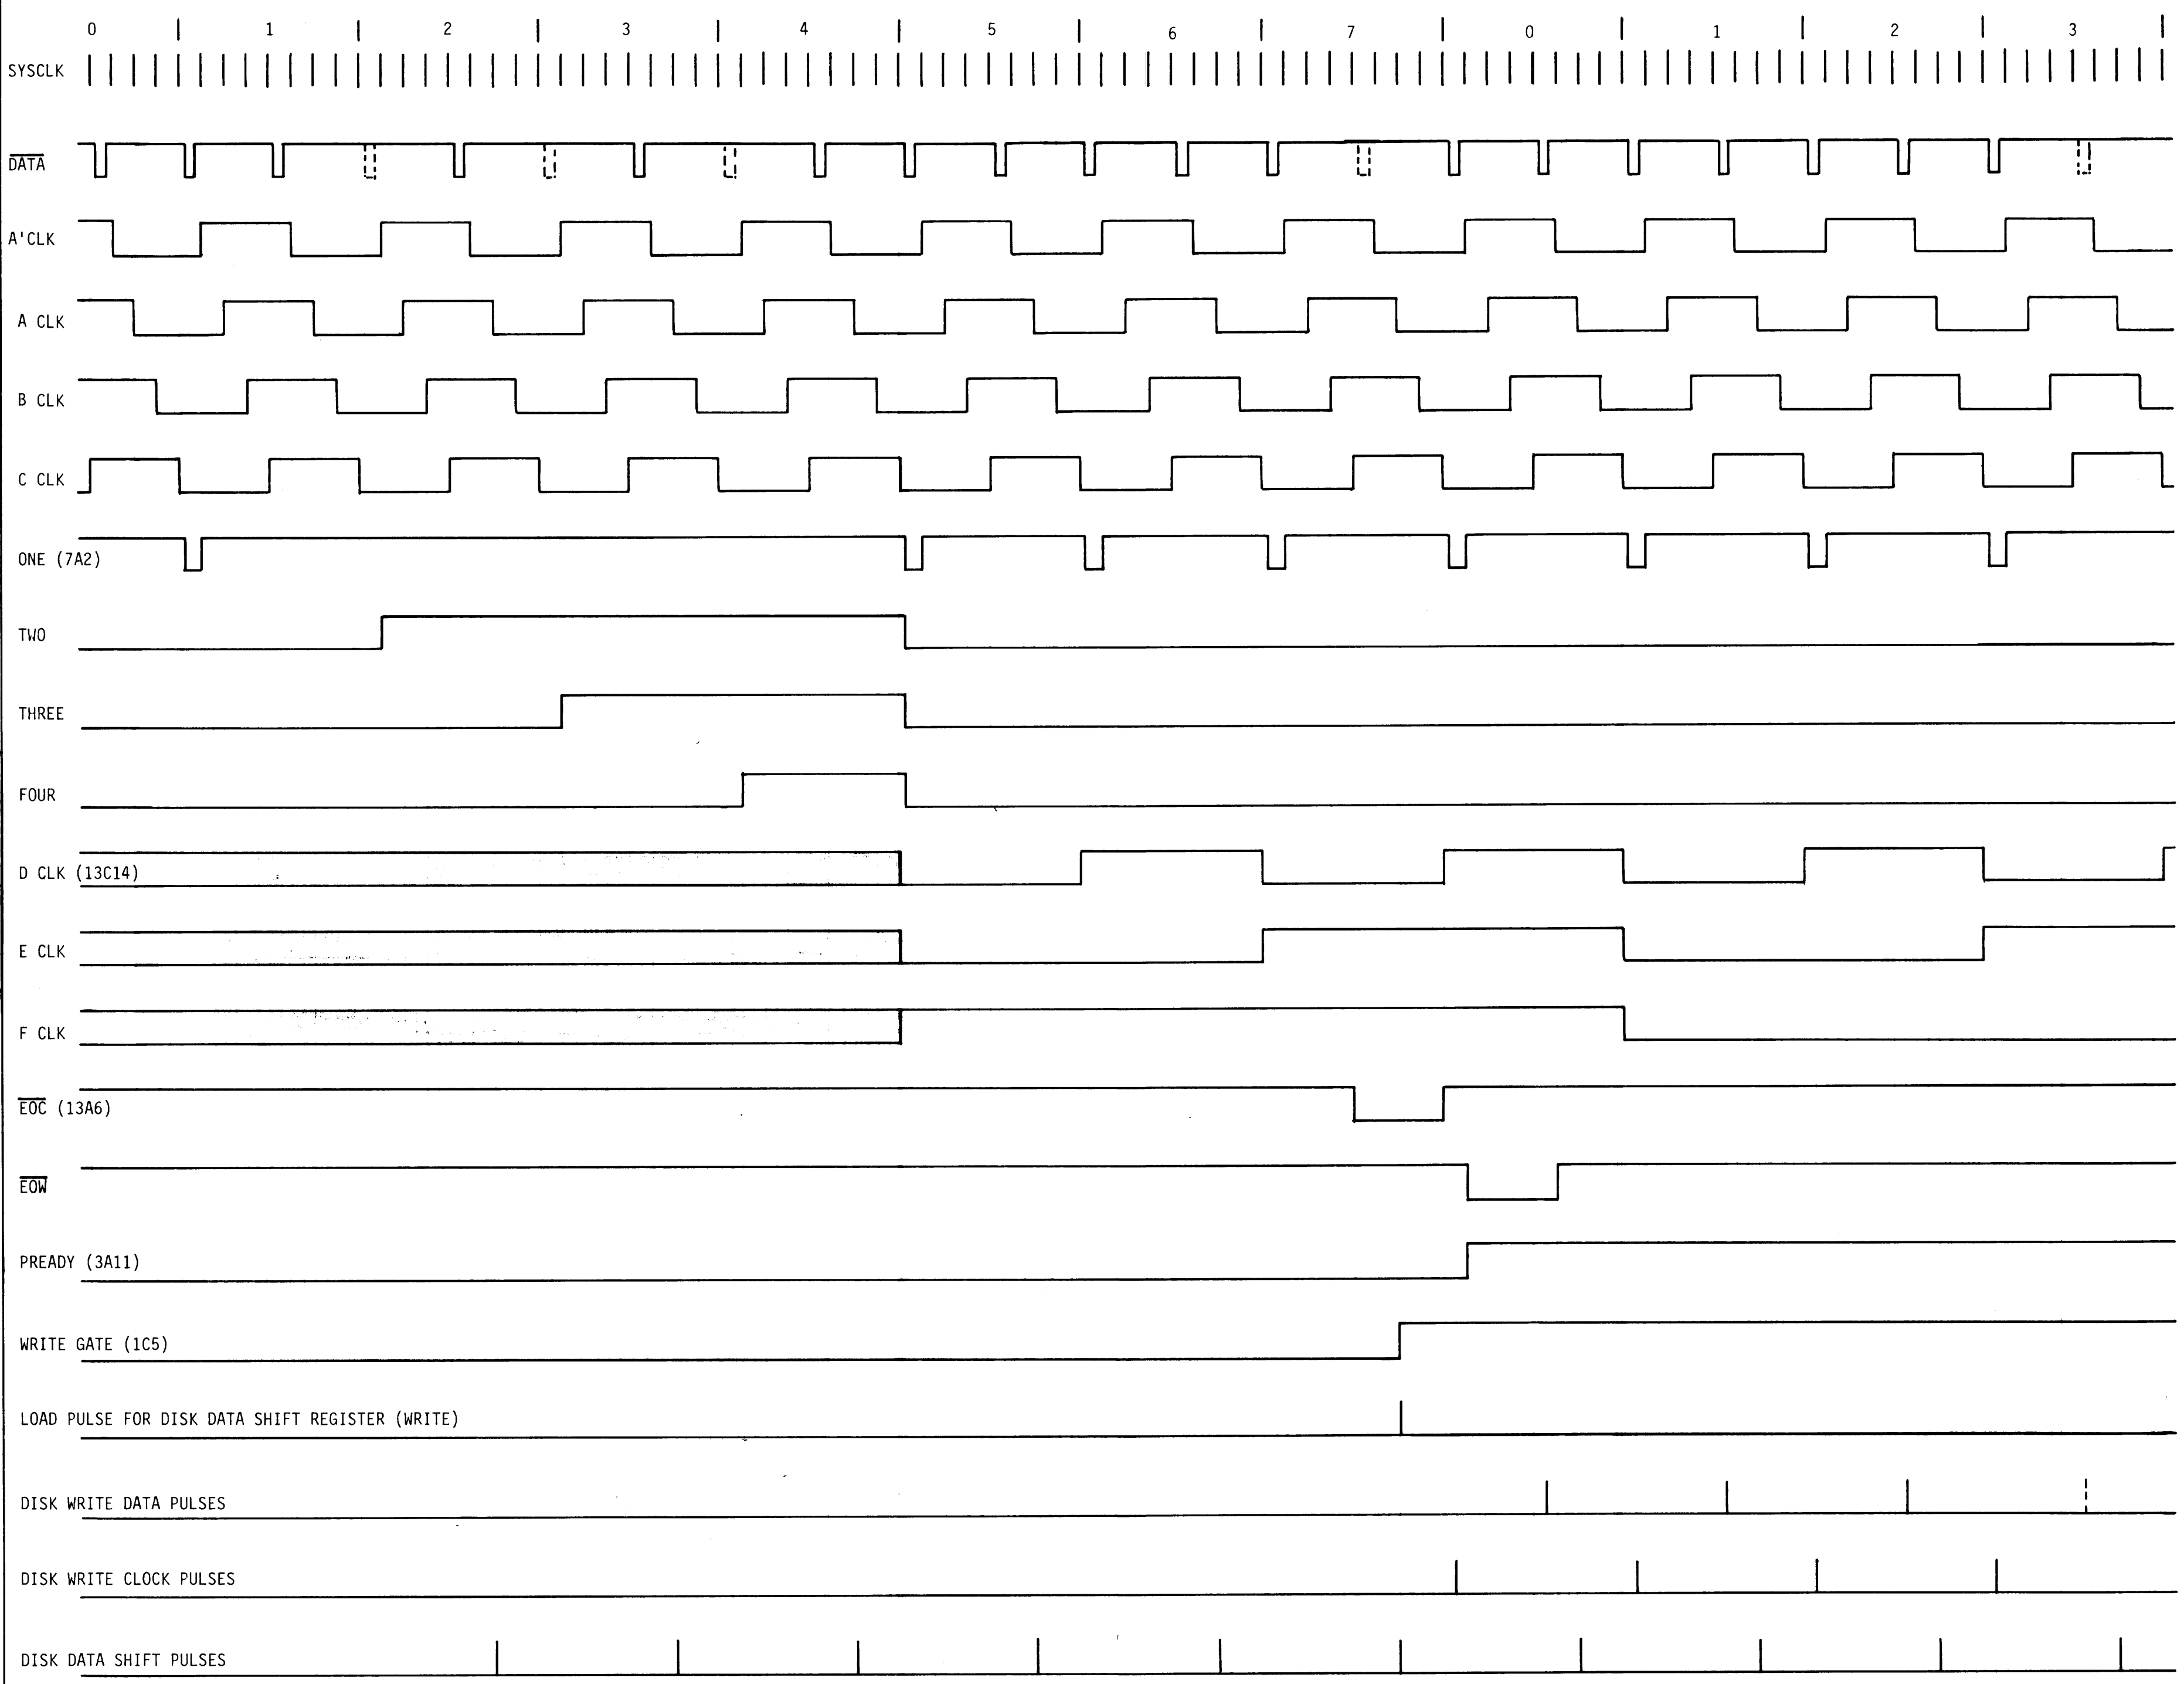 0 1 2 3 4 5 6 7 0 1 2 3
SYSCLK
DATA
A'CLK
A CLK
B CLK
C CLK
ONE (7A2)
TWO
THREE
FOUR
D CLK (13C14)
E CLK
F CLK
EOC (13A6)
EOW
PREADY (3A11)
WRITE GATE (1C5)
LOAD PULSE FOR DISK DATA SHIFT REGISTER (WRITE)
DISK WRITE DATA PULSES
DISK WRITE CLOCK PULSES
DISK DATA SHIFT PULSES